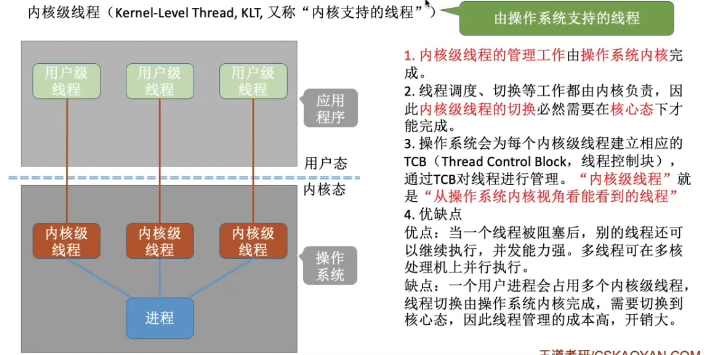 内核级线程（Kernel-Level Thread, KLT, 又称“内核支持的线程”）
由操作系统支持的线程
用户级
线程
用户级
线程
用户级
线程
应用
程序
用户态
内核态
内核级
线程
内核级
线程
内核级
线程
操作
系统
进程
1. 内核级线程的管理工作由操作系统内核完
成。
2. 线程调度、切换等工作都由内核负责，因
此内核级线程的切换必然需要在核心态下才
能完成。
3. 操作系统会为每个内核级线程建立相应的
TCB（Thread Control Block，线程控制块），
通过TCB对线程进行管理。“内核级线程”就
是“从操作系统内核视角看能看到的线程”
4. 优缺点
优点：当一个线程被阻塞后，别的线程还可
以继续执行，并发能力强。多线程可在多核
处理机上并行执行。
缺点：一个用户进程会占用多个内核级线程，
线程切换由操作系统内核完成，需要切换到
核心态，因此线程管理的成本高，开销大。
王道考研/CSKAOYAN.COM